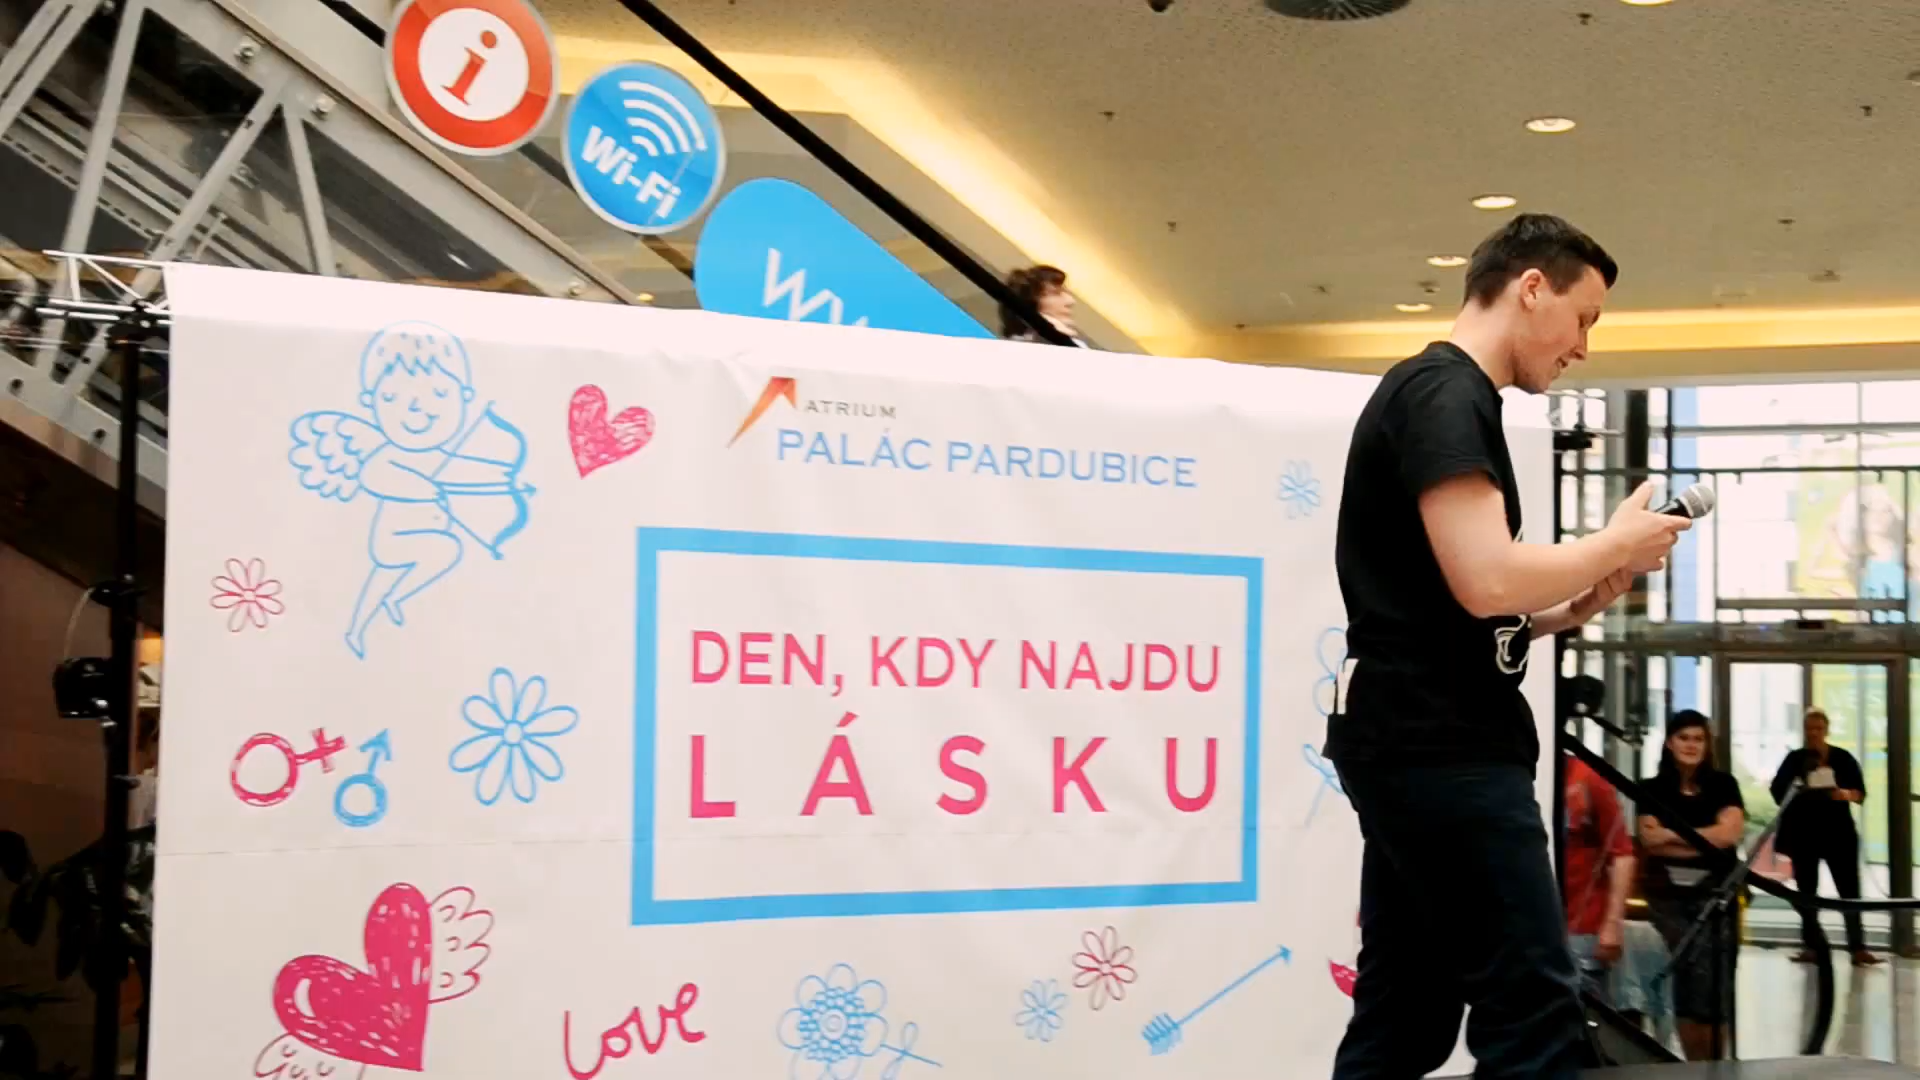 i
Wi-Fi
ATRIUM
PALÁC PARDUBICE
DEN, KDY NAJDU
LÁSKU
love